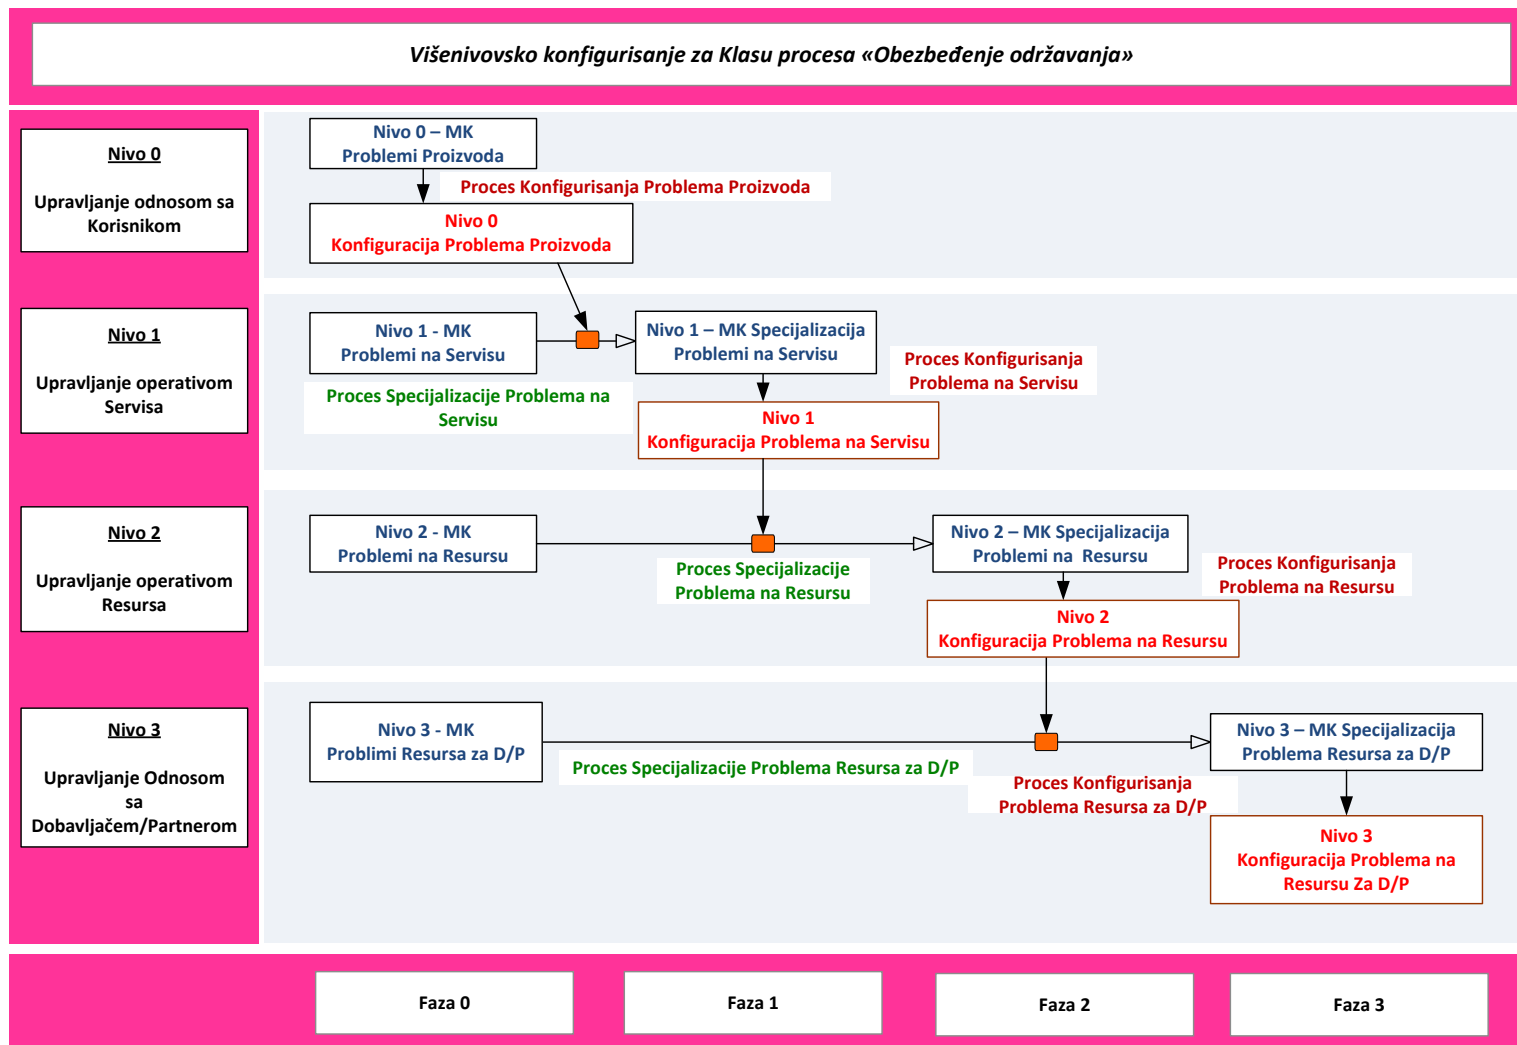 Višenivovsko konfigurisanje za Klasu procesa «Obezbeđenje održavanja»
Nivo 0
Upravljanje odnosom sa
Korisnikom
Nivo 0 – MK
Problemi Proizvoda
Proces Konfigurisanja Problema Proizvoda
Nivo 0
Konfiguracija Problema Proizvoda
Nivo 1
Upravljanje operativom
Servisa
Nivo 1 - MK
Problemi na Servisu
Nivo 1 – MK Specijalizacija
Problemi na Servisu
Proces Konfigurisanja
Problema na Servisu
Proces Specijalizacije Problema na
Servisu
Nivo 1
Konfiguracija Problema na Servisu
Nivo 2
Upravljanje operativom
Resursa
Nivo 2 - MK
Problemi na Resursu
Proces Specijalizacije
Problema na Resursu
Nivo 2 – MK Specijalizacija
Problemi na  Resursu
Proces Konfigurisanja
Problema na Resursu
Nivo 2
Konfiguracija Problema na Resursu
Nivo 3
Upravljanje Odnosom
sa
Dobavljačem/Partnerom
Nivo 3 - MK
Problimi Resursa za D/P
Proces Specijalizacije Problema Resursa za D/P
Proces Konfigurisanja
Problema Resursa za D/P
Nivo 3 – MK Specijalizacija
Problema Resursa za D/P
Nivo 3
Konfiguracija Problema na
Resursu Za D/P
Faza 0
Faza 1
Faza 2
Faza 3